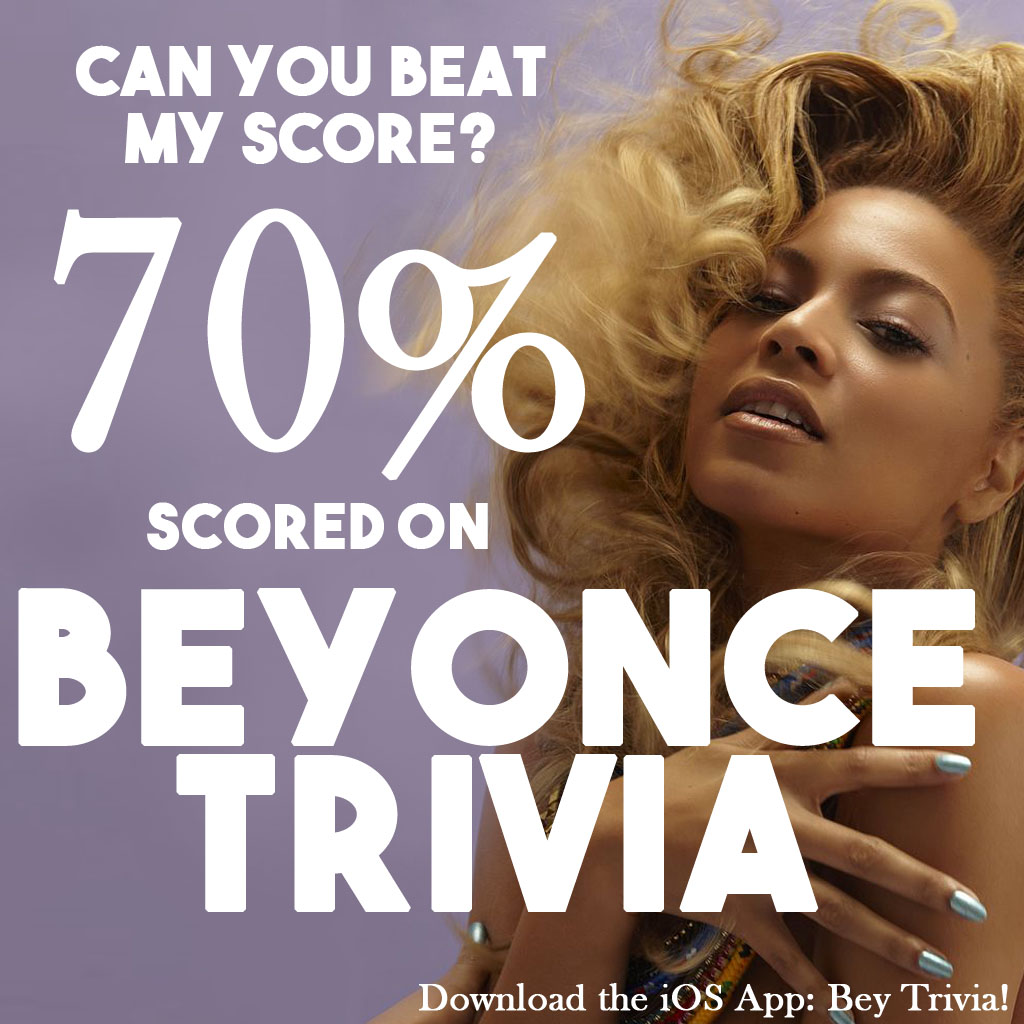 CAN YOU BEAT
MY SCORE?
70%
SCORED ON
BEYONCE
TRIVIA
Download the iOS App: Bey Trivia!